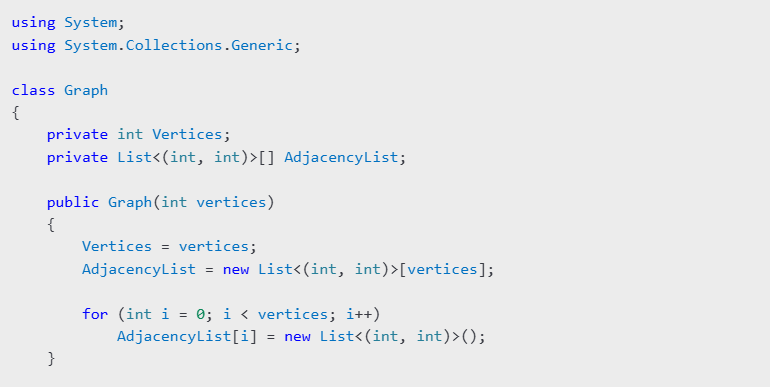 using System;
using System.Collections.Generic;

class Graph
{
    private int Vertices;
    private List<(int, int)>[] AdjacencyList;

    public Graph(int vertices)
    {
        Vertices = vertices;
        AdjacencyList = new List<(int, int)>[vertices];

        for (int i = 0; i < vertices; i++)
            AdjacencyList[i] = new List<(int, int)>();
    }